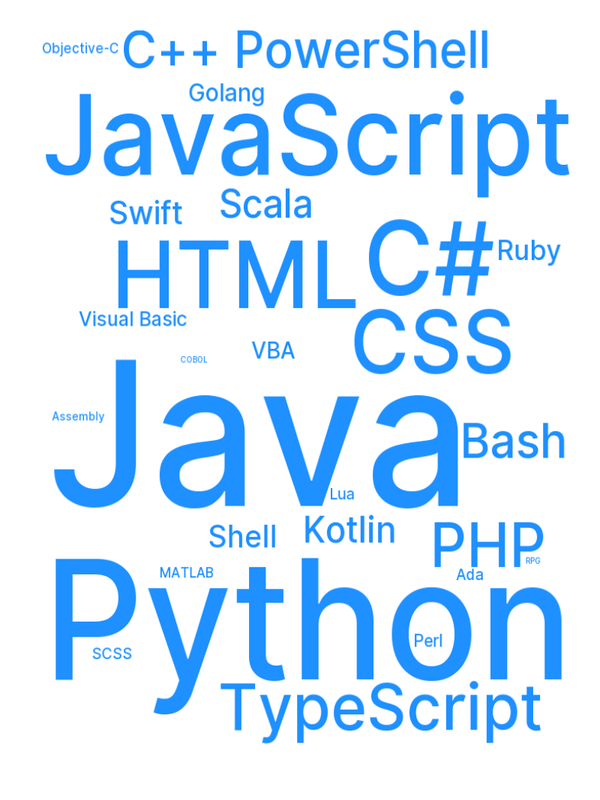 Objective-C
C++
PowerShell
Golang
JavaScript
Swift
Scala
HTML
C#
Ruby
Visual Basic
CSS
VBA
COBOL
Java
Assembly
Bash
Lua
Shell
Kotlin
PHP
RPG
Python
MATLAB
Ada
SCSS
Perl
TypeScript